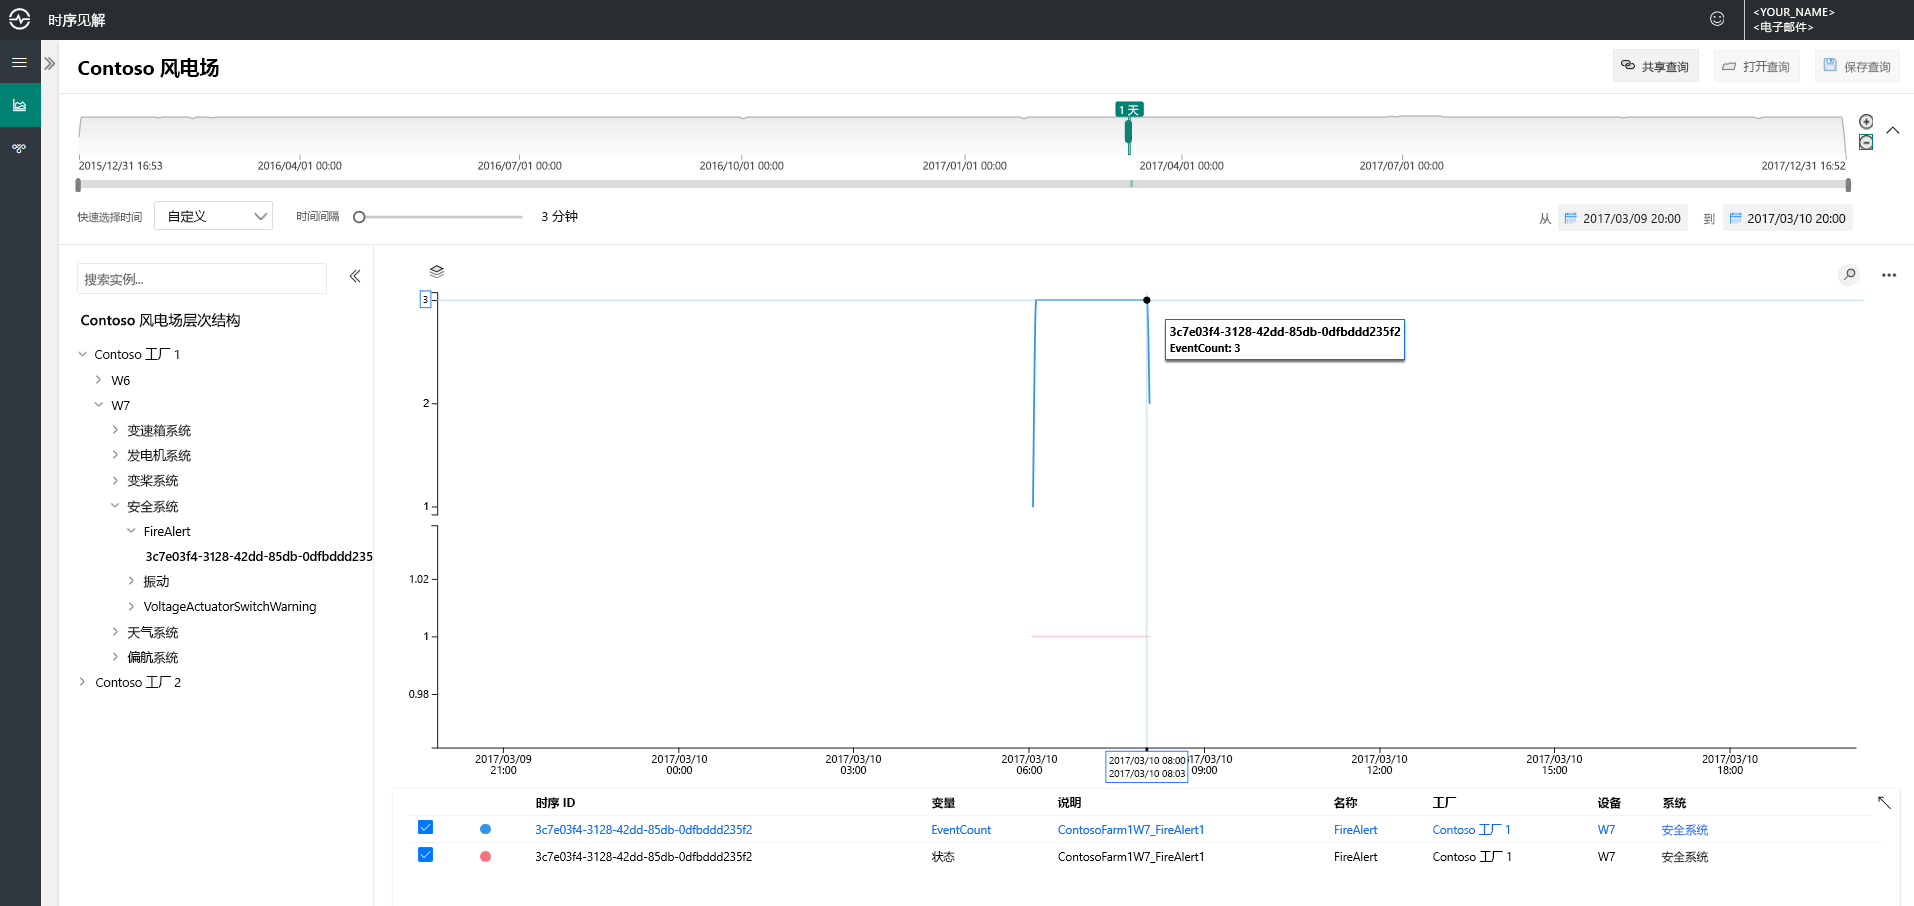 时序见解
<YOUR_NAME>
<电子邮件>
Contoso 风电场
共享查询
打开查询
保存查询
1 天
2015/12/31 16:53
2016/04/01 00:00
2016/07/01 00:00
2016/10/01 00:00
2017/01/01 00:00
2017/04/01 00:00
2017/07/01 00:00
2017/12/31 16:52
快速选择时间
自定义
时间间隔
3 分钟
从
2017/03/09 20:00
到
2017/03/10 20:00
搜索实例...
Contoso 风电场层次结构
Contoso 工厂 1
W6
W7
变速箱系统
发电机系统
变桨系统
安全系统
FireAlert
3c7e03f4-3128-42dd-85db-0dfbddd235
振动
VoltageActuatorSwitchWarning
天气系统
偏航系统
Contoso 工厂 2
3
3c7e03f4-3128-42dd-85db-0dfbddd235f2
EventCount: 3
2
1
1.02
1
0.98
2017/03/09
21:00
2017/03/10
00:00
2017/03/10
03:00
2017/03/10
06:00
2017/03/10 08:00
2017/03/10 08:03
17/03/10
09:00
2017/03/10
12:00
2017/03/10
15:00
2017/03/10
18:00
时序 ID 变量 说明 名称 工厂 设备 系统
3c7e03f4-3128-42dd-85db-0dfbddd235f2 EventCount ContosoFarm1W7_FireAlert1 FireAlert Contoso 工厂 1 W7 安全系统
3c7e03f4-3128-42dd-85db-0dfbddd235f2 状态 ContosoFarm1W7_FireAlert1 FireAlert Contoso 工厂 1 W7 安全系统